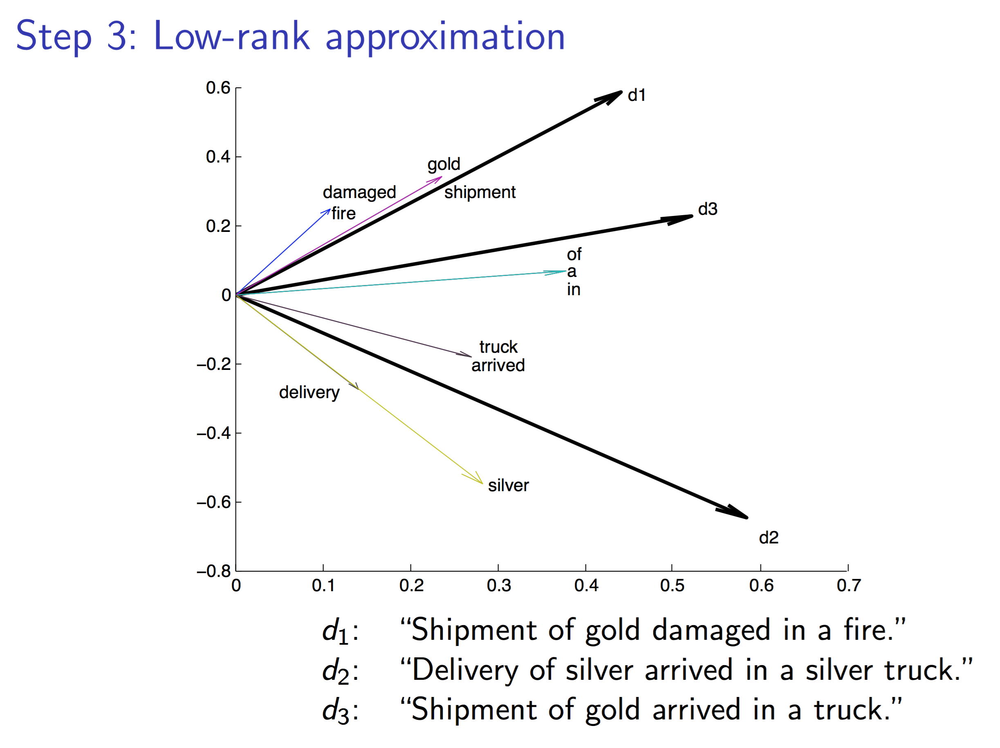 Step 3: Low-rank approximation
0.6
d1
0.4
gold
damaged
shipment
fire
d3
0.2
of
a
in
0
truck
arrived
−0.2
delivery
−0.4
silver
−0.6
d2
−0.8
0 0.1 0.2 0.3 0.4 0.5 0.6 0.7
d₁: “Shipment of gold damaged in a fire.”
d₂: “Delivery of silver arrived in a silver truck.”
d₃: “Shipment of gold arrived in a truck.”